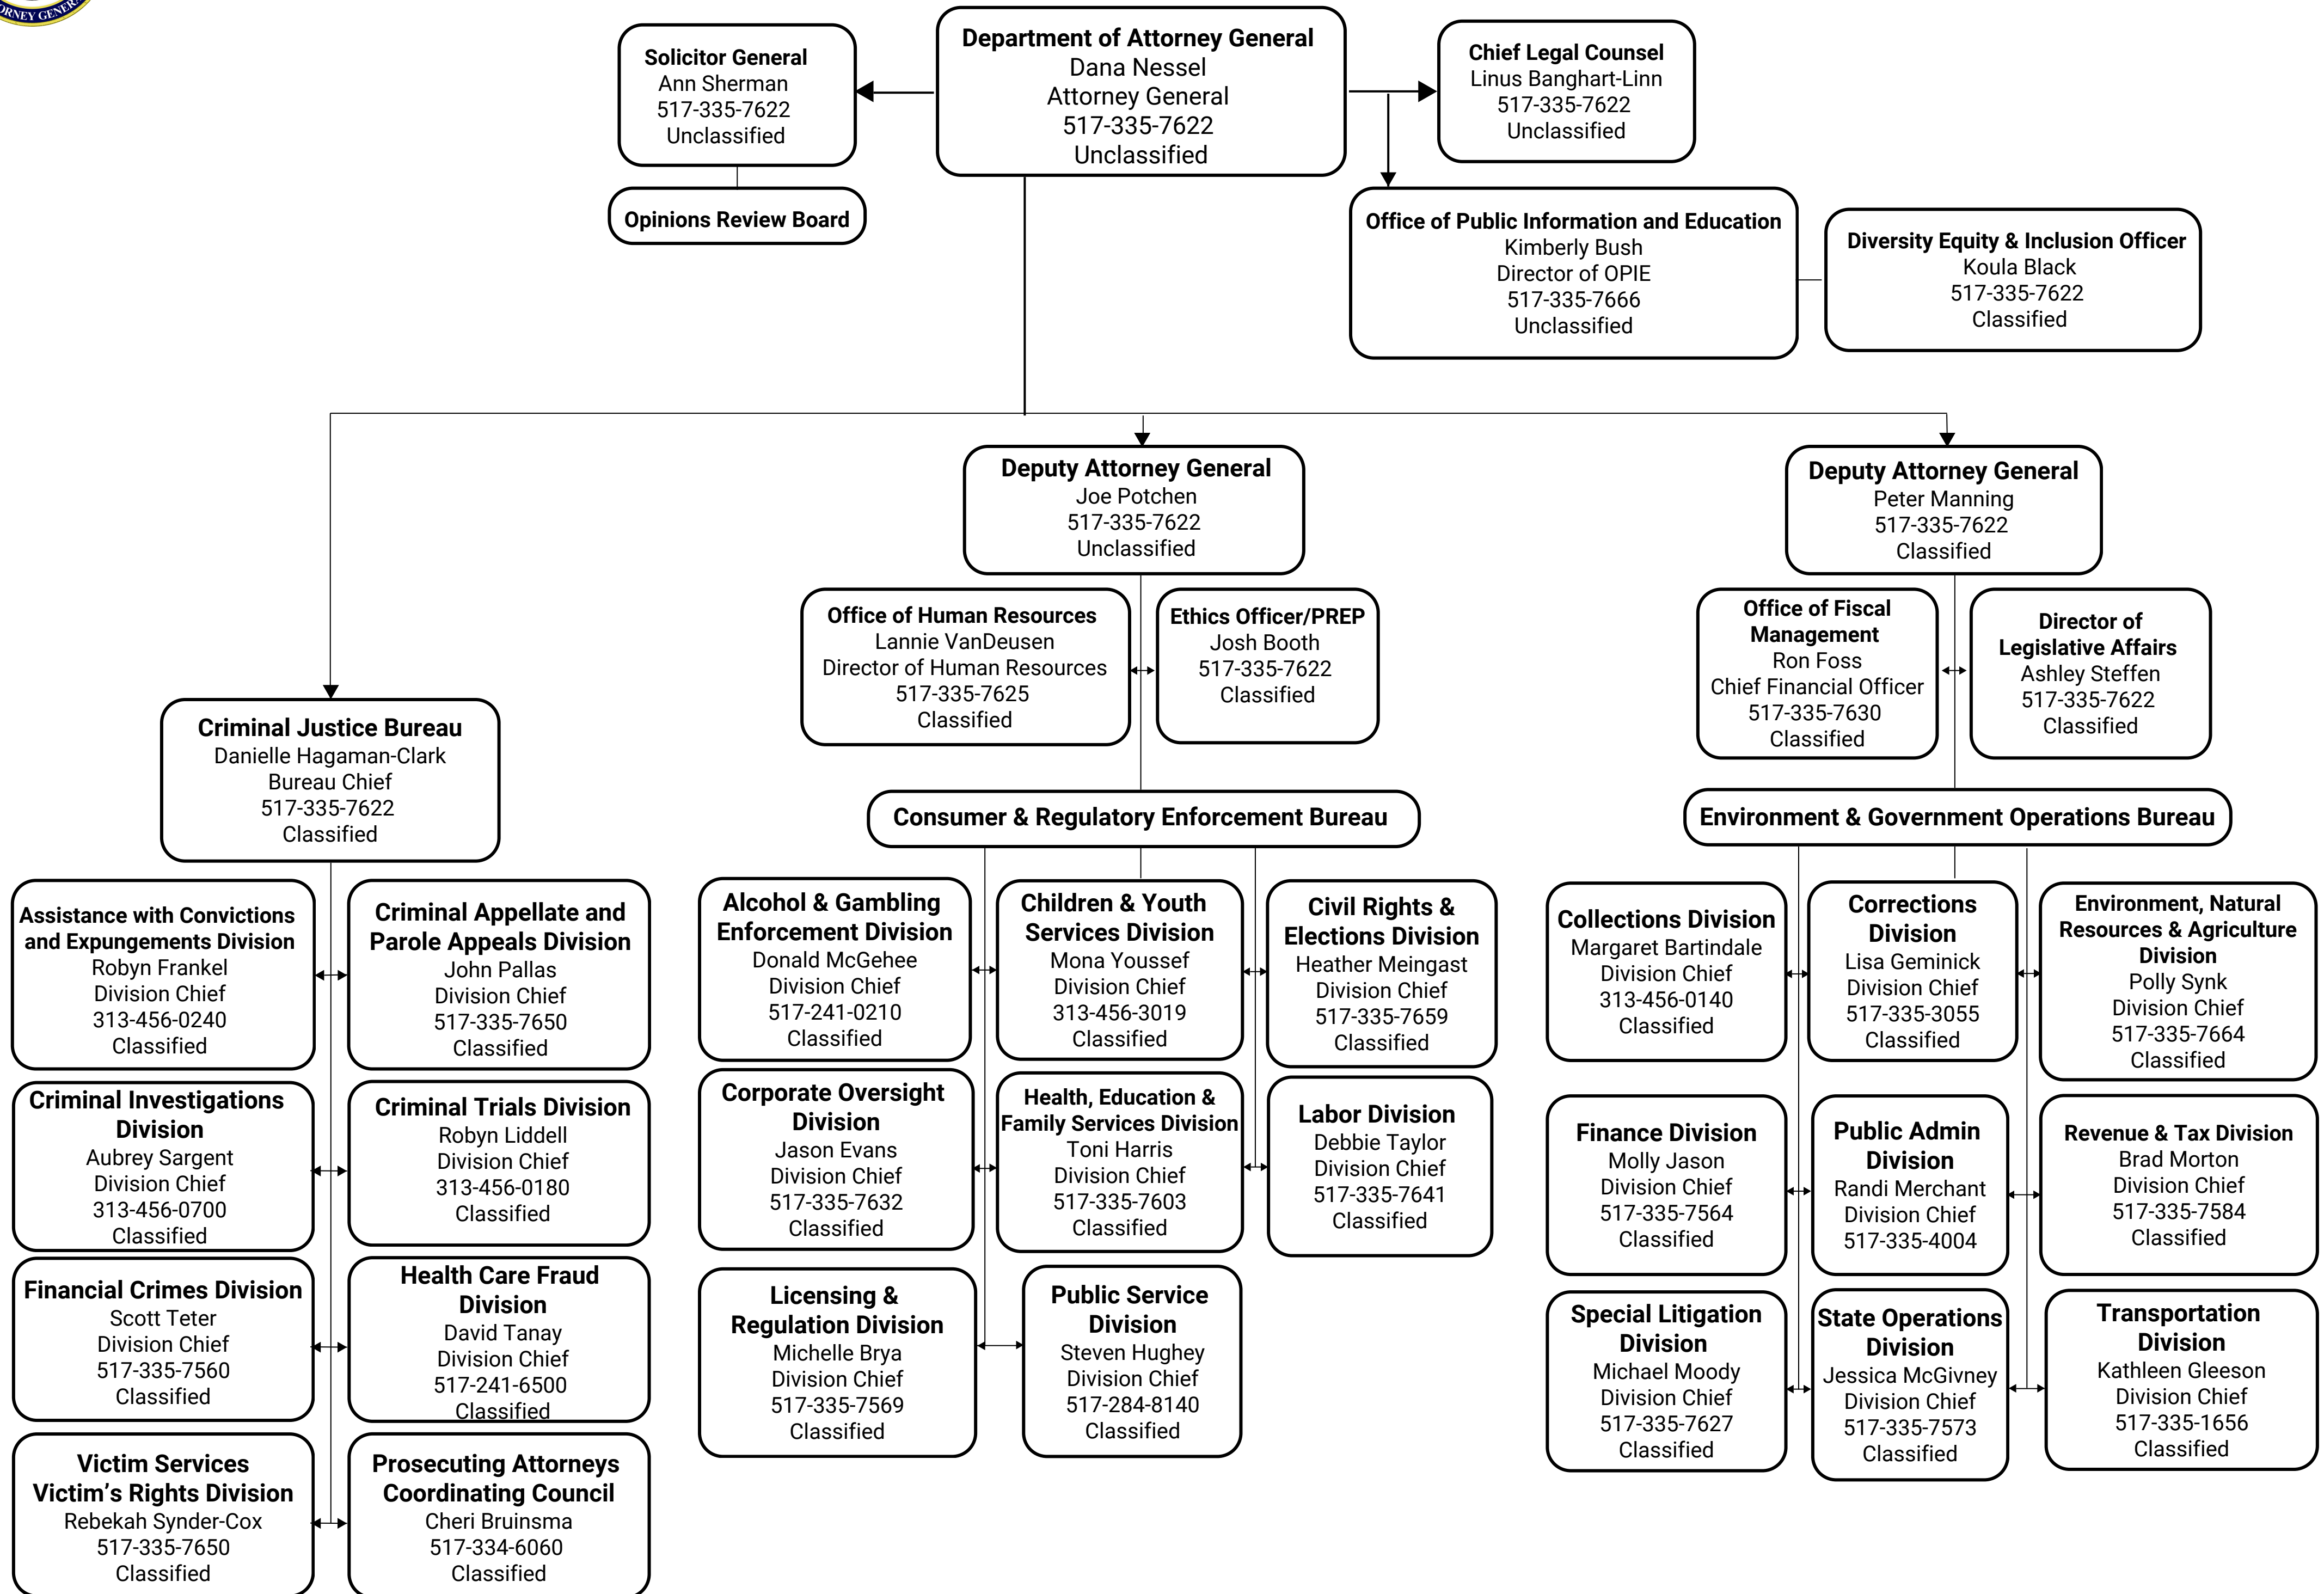 ORNEY GENERA
Solicitor General
Ann Sherman
517-335-7622
Unclassified
Department of Attorney General
Dana Nessel
Attorney General
517-335-7622
Unclassified
Chief Legal Counsel
Linus Banghart-Linn
517-335-7622
Unclassified
Opinions Review Board
Office of Public Information and Education
Kimberly Bush
Director of OPIE
517-335-7666
Unclassified
Diversity Equity & Inclusion Officer
Koula Black
517-335-7622
Classified
Deputy Attorney General
Joe Potchen
517-335-7622
Unclassified
Deputy Attorney General
Peter Manning
517-335-7622
Classified
Office of Human Resources
Lannie VanDeusen
Director of Human Resources
517-335-7625
Classified
Ethics Officer/PREP
Josh Booth
517-335-7622
Classified
Office of Fiscal
Management
Ron Foss
Chief Financial Officer
517-335-7630
Classified
Director of
Legislative Affairs
Ashley Steffen
517-335-7622
Classified
Criminal Justice Bureau
Danielle Hagaman-Clark
Bureau Chief
517-335-7622
Classified
Consumer & Regulatory Enforcement Bureau
Environment & Government Operations Bureau
Assistance with Convictions
and Expungements Division
Robyn Frankel
Division Chief
313-456-0240
Classified
Criminal Appellate and
Parole Appeals Division
John Pallas
Division Chief
517-335-7650
Classified
Alcohol & Gambling
Enforcement Division
Donald McGehee
Division Chief
517-241-0210
Classified
Children & Youth
Services Division
Mona Youssef
Division Chief
313-456-3019
Classified
Civil Rights &
Elections Division
Heather Meingast
Division Chief
517-335-7659
Classified
Collections Division
Margaret Bartindale
Division Chief
313-456-0140
Classified
Corrections
Division
Lisa Geminick
Division Chief
517-335-3055
Classified
Environment, Natural
Resources & Agriculture
Division
Polly Synk
Division Chief
517-335-7664
Classified
Criminal Investigations
Division
Aubrey Sargent
Division Chief
313-456-0700
Classified
Criminal Trials Division
Robyn Liddell
Division Chief
313-456-0180
Classified
Corporate Oversight
Division
Jason Evans
Division Chief
517-335-7632
Classified
Health, Education &
Family Services Division
Toni Harris
Division Chief
517-335-7603
Classified
Labor Division
Debbie Taylor
Division Chief
517-335-7641
Classified
Finance Division
Molly Jason
Division Chief
517-335-7564
Classified
Public Admin
Division
Randi Merchant
Division Chief
517-335-4004
Revenue & Tax Division
Brad Morton
Division Chief
517-335-7584
Classified
Financial Crimes Division
Scott Teter
Division Chief
517-335-7560
Classified
Health Care Fraud
Division
David Tanay
Division Chief
517-241-6500
Classified
Licensing &
Regulation Division
Michelle Brya
Division Chief
517-335-7569
Classified
Public Service
Division
Steven Hughey
Division Chief
517-284-8140
Classified
Special Litigation
Division
Michael Moody
Division Chief
517-335-7627
Classified
State Operations
Division
Jessica McGivney
Division Chief
517-335-7573
Classified
Transportation
Division
Kathleen Gleeson
Division Chief
517-335-1656
Classified
Victim Services
Victim’s Rights Division
Rebekah Synder-Cox
517-335-7650
Classified
Prosecuting Attorneys
Coordinating Council
Cheri Bruinsma
517-334-6060
Classified